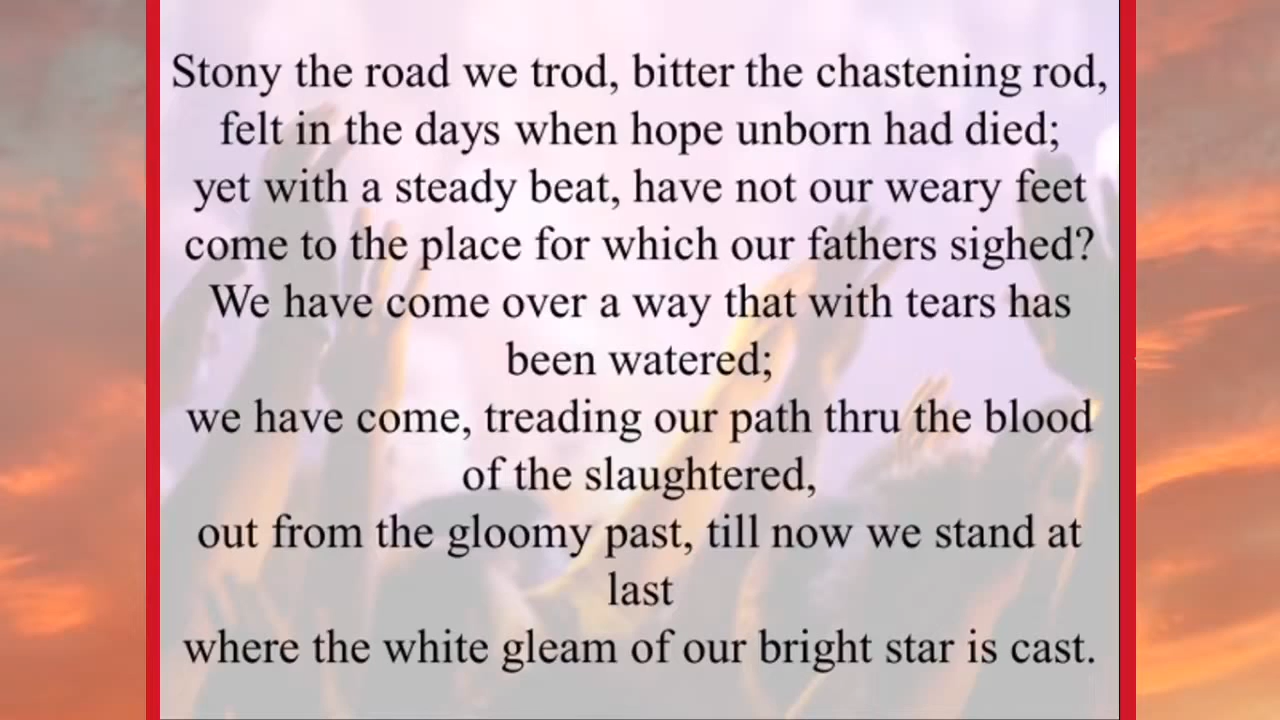 Stony the road we trod, bitter the chastening rod,
felt in the days when hope unborn had died;
yet with a steady beat, have not our weary feet
come to the place for which our fathers sighed?
We have come over a way that with tears has
been watered;
we have come, treading our path thru the blood
of the slaughtered,
out from the gloomy past, till now we stand at
last
where the white gleam of our bright star is cast.